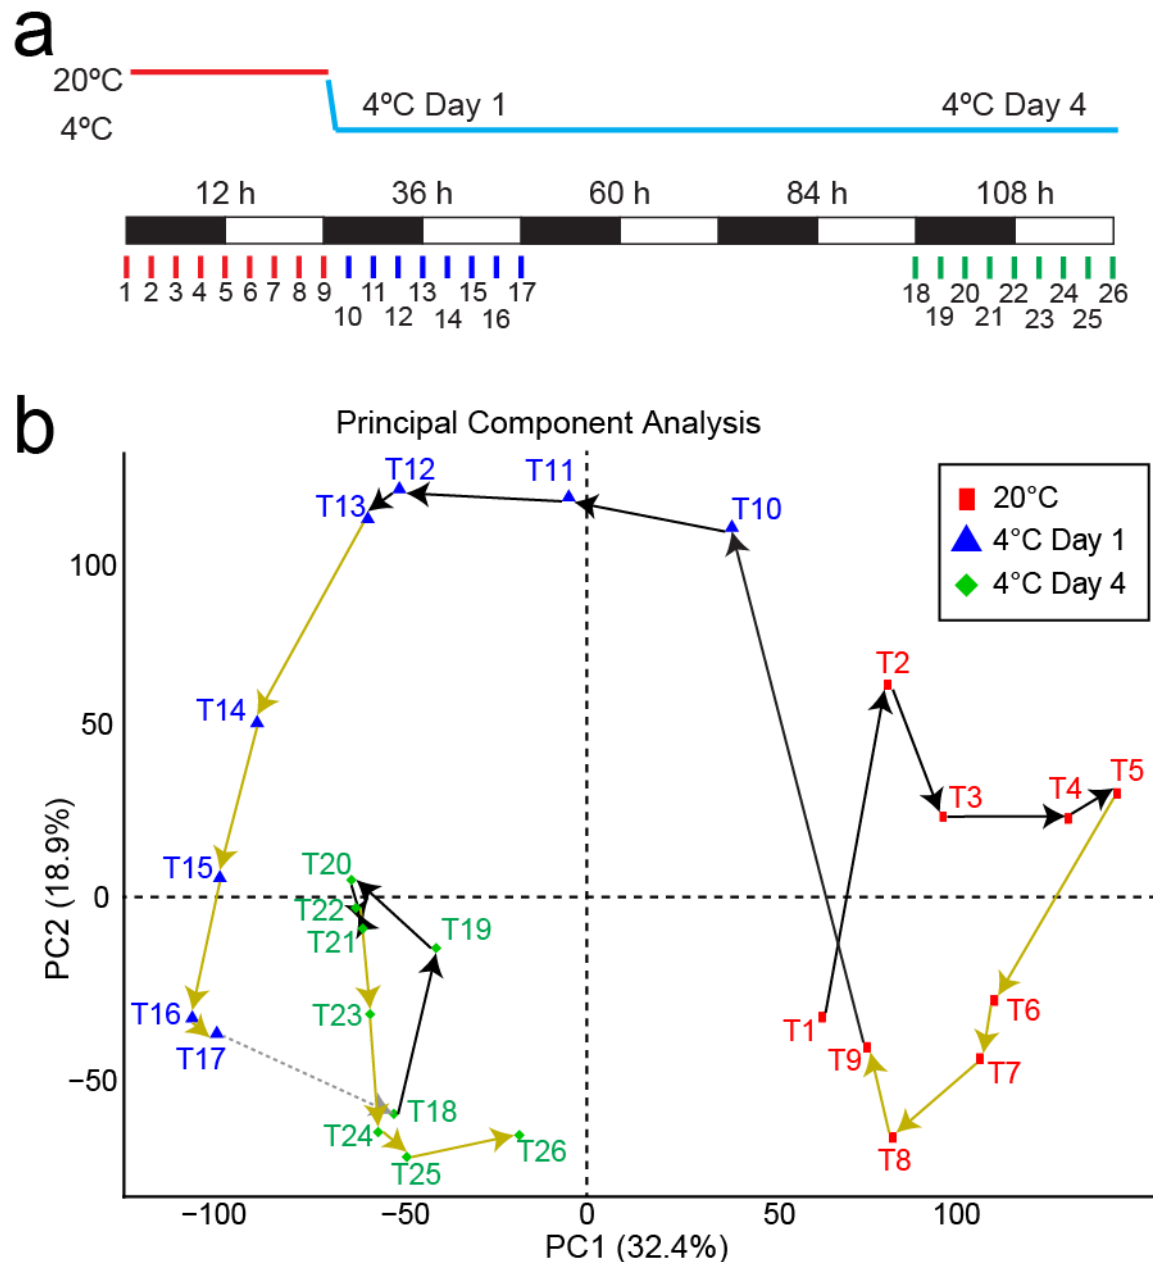 a
20ºC
4ºC
4ºC Day 1
4ºC Day 4
12 h 36 h 60 h 84 h 108 h
1 2 3 4 5 6 7 8 9 11 13 15 17 18 20 22 24 26
10 12 14 16 19 21 23 25
b
Principal Component Analysis
20°C
4°C Day 1
4°C Day 4
T12
T11
T10
T13
T2
T14
T5
T4
T3
T15
T20
T22
T21
T19
T16
T17
T23
T1
T6
T9
T7
T18
T24
T25
T26
T8
100
50
0
−50
PC2 (18.9%)
−100 −50 0 50 100
PC1 (32.4%)